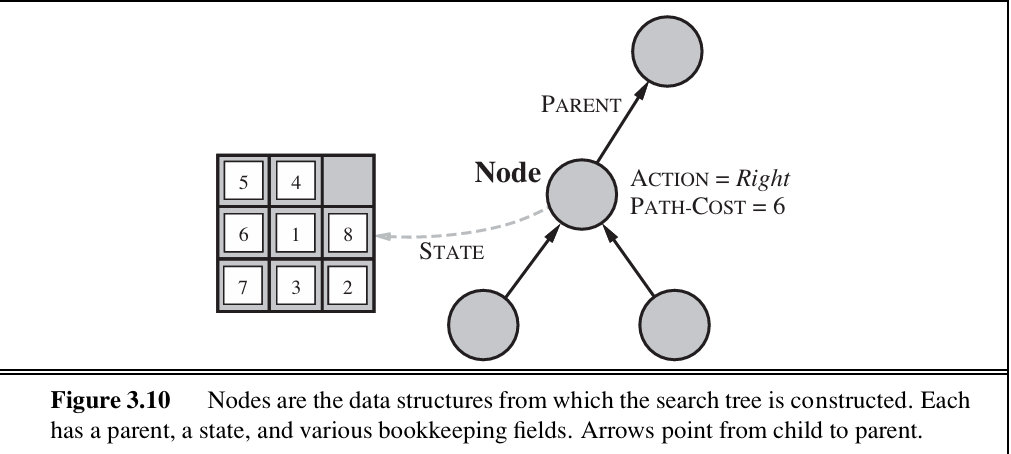 PARENT
Node
ACTION = Right
PATH-COST = 6
5 4
6 1 8
7 3 2
STATE
Figure 3.10 Nodes are the data structures from which the search tree is constructed. Each
has a parent, a state, and various bookkeeping fields. Arrows point from child to parent.